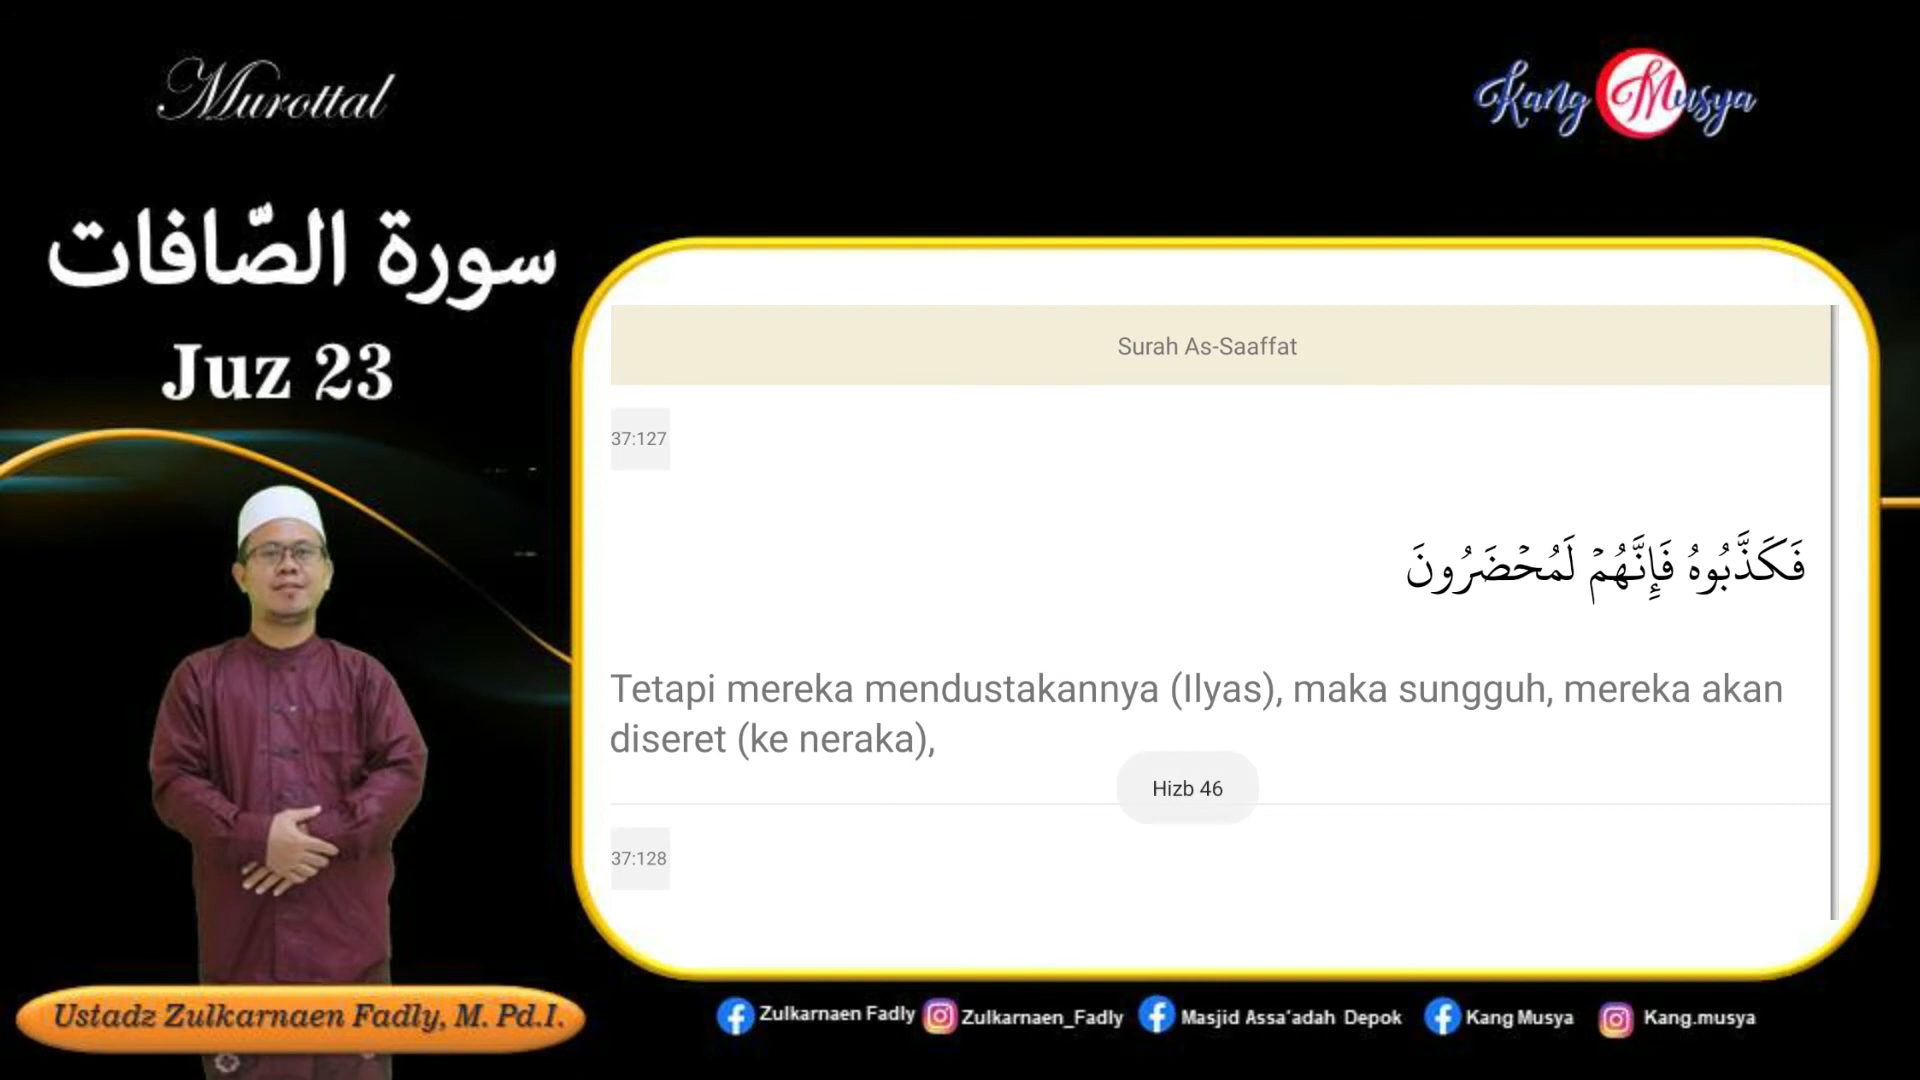 Murottal
Kang Musya
سورة الصّافات
Juz 23
Surah As-Saaffat
37:127
فَكَذَّبُوهُ فَإِنَّهُمْ لَمُحْضَرُونَ
Tetapi mereka mendustakannya (Ilyas), maka sungguh, mereka akan
diseret (ke neraka),
Hizb 46
37:128
Ustadz Zulkarnaen Fadly, M. Pd.I.
Zulkarnaen Fadly Zulkarnaen_Fadly Masjid Assa'adah Depok Kang Musya Kang.musya